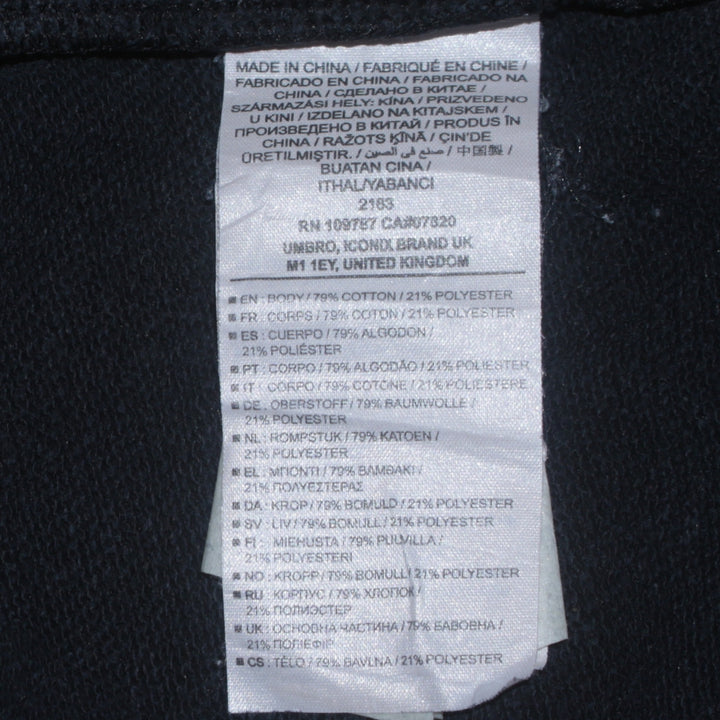 MADE IN CHINA / FABRIQUÉ EN CHINE /
FABRICADO EN CHINA / FABRICADO NA
CHINA / СДЕЛАНО В КИТАЕ /
SZÁRMAZÁSI HELY: KÍNA / PRIZVEDENO
U KINI / IZDELANO NA KITAJSKEM /
ПРОИЗВЕДЕНО В КИТАЙ / PRODUS ÎN
CHINA / RAŽOTS ĶĪNĀ / ÇIN'DE
ÜRETILMIŞTIR. / صنع في الصين / 中国製 /
BUATAN CINA /
ITHAL/YABANCI
2183
RN 109787 CA#07820
UMBRO, ICONIX BRAND UK
M1 1EY, UNITED KINGDOM
EN : BODY / 79% COTTON / 21% POLYESTER
FR : CORPS / 79% COTON / 21% POLYESTER
ES : CUERPO / 79% ALGODON /
21% POLIÉSTER
PT : CORPO / 79% ALGODÃO / 21% POLIESTER
IT : CORPO / 79% COTONE / 21% POLIESTERE
DE : OBERSTOFF / 79% BAUMWOLLE /
21% POLYESTER
NL : ROMPSTUK / 79% KATOEN /
21% POLYESTER
EL : ΜΠΟΝΤΙ / 79% ΒΑΜΒΑΚΙ /
21% ΠΟΛΥΕΣΤΕΡΑΣ
DA : KROP / 79% BOMULD / 21% POLYESTER
SV : LIV / 79% BOMULL / 21% POLYESTER
FI : MIEHUSTA / 79% PUUVILLA /
21% POLYESTERI
NO : KROPP / 79% BOMULL / 21% POLYESTER
RU : КОРПУС / 79% ХЛОПОК /
21% ПОЛИЭСТЕР
UK : ОСНОВНА ЧАСТИНА / 79% БАВОВНА /
21% ПОЛІЕФІР
CS : TĚLO / 79% BAVLNA / 21% POLYESTER